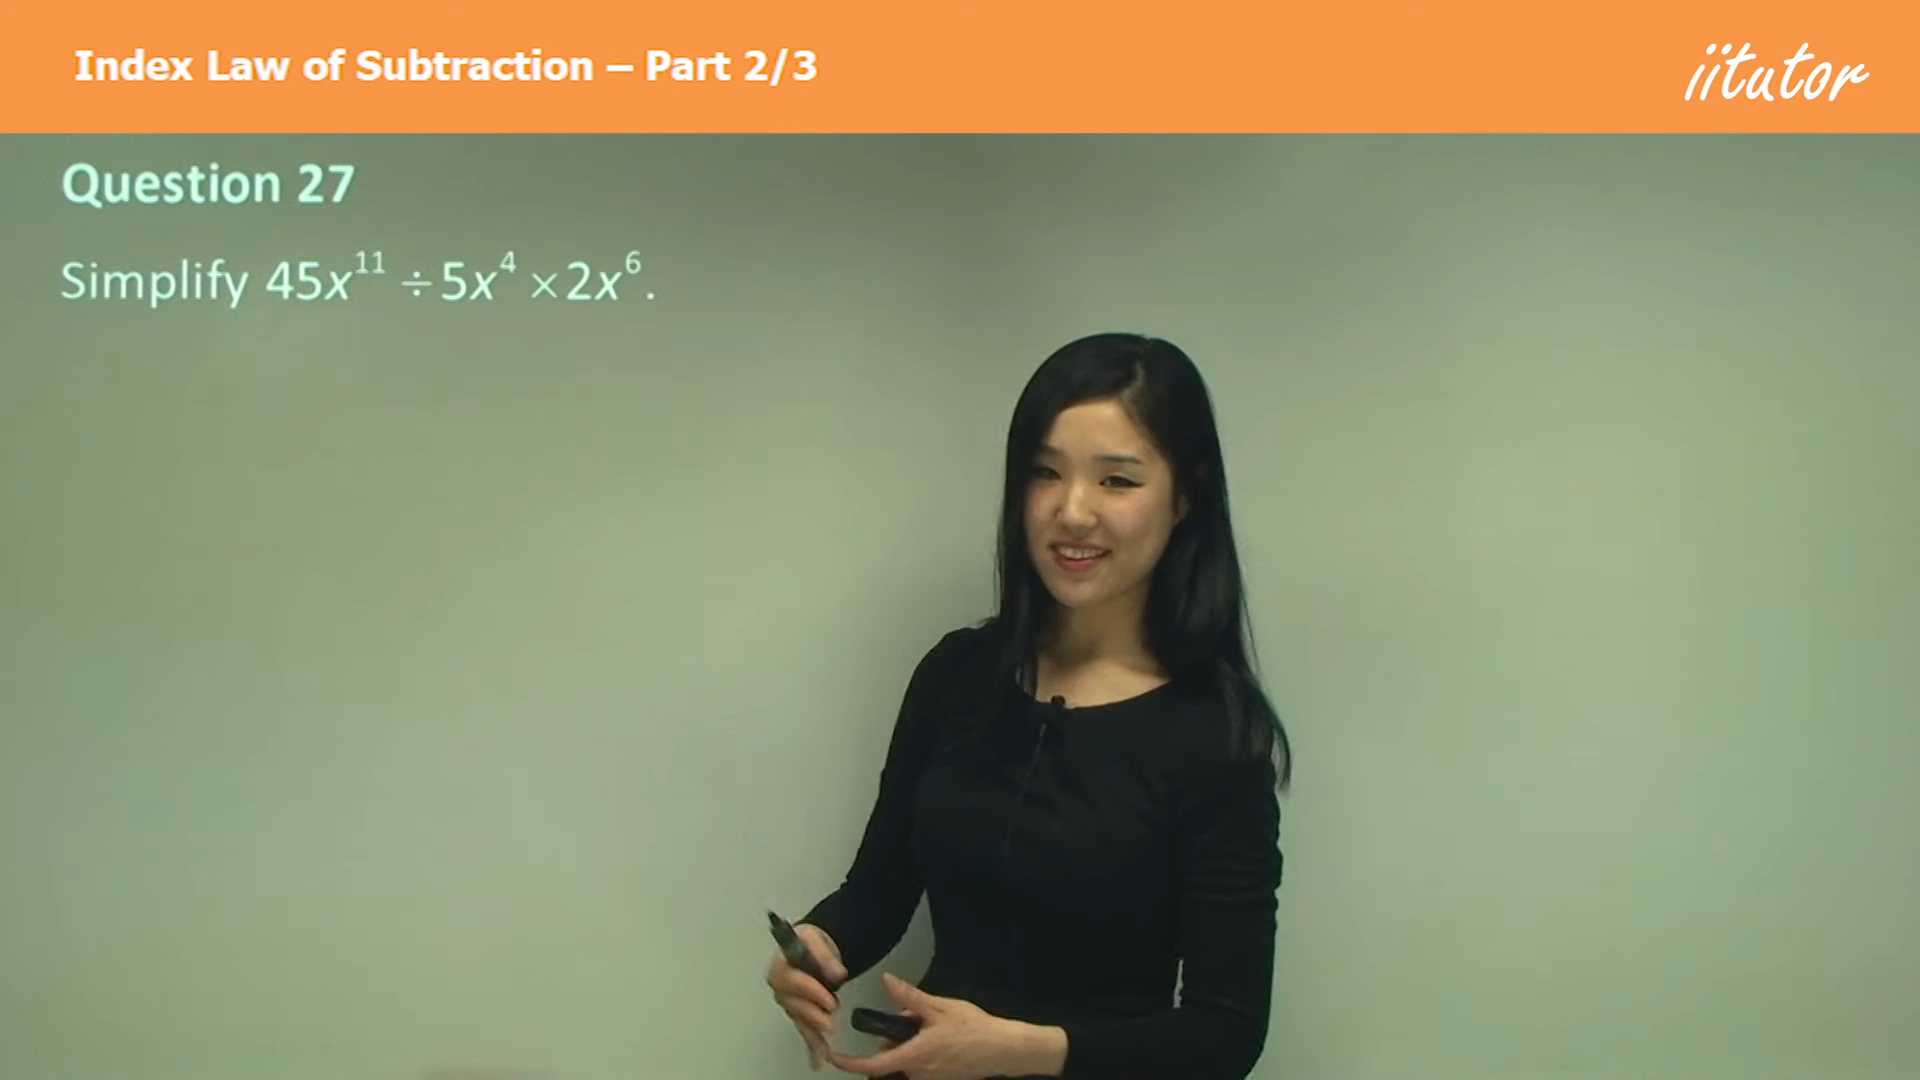 Index Law of Subtraction – Part 2/3
iitutor
Question 27
Simplify 45x¹¹ ÷ 5x⁴ × 2x⁶.